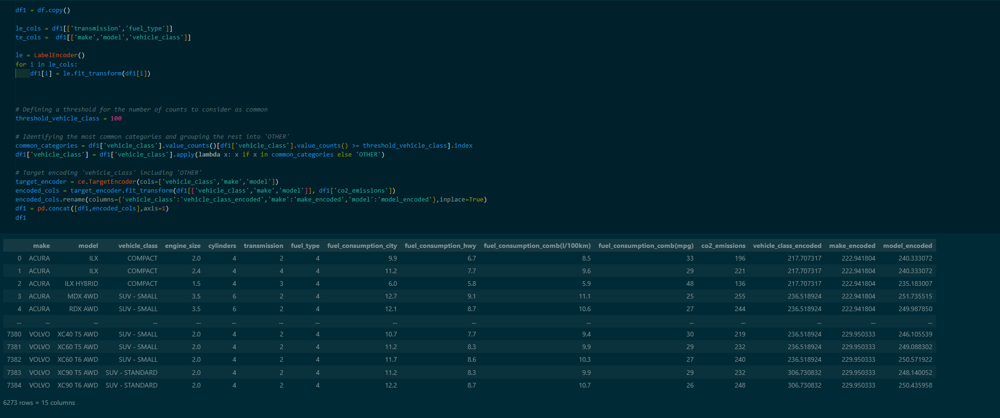 df1 = df.copy()
le_cols = df1[['transmission','fuel_type']]
te_cols =  df1[['make','model','vehicle_class']]
le = LabelEncoder()
for i in le_cols:
    df1[i] = le.fit_transform(df1[i])
# Defining a threshold for the number of counts to consider as common
threshold_vehicle_class = 100
# Identifying the most common categories and grouping the rest into 'OTHER'
common_categories = df1['vehicle_class'].value_counts()[df1['vehicle_class'].value_counts() >= threshold_vehicle_class].index
df1['vehicle_class'] = df1['vehicle_class'].apply(lambda x: x if x in common_categories else 'OTHER')
# Target encoding 'vehicle_class' including 'OTHER'
target_encoder = ce.TargetEncoder(cols=['vehicle_class','make','model'])
encoded_cols = target_encoder.fit_transform(df1[['vehicle_class','make','model']], df1['co2_emissions'])
encoded_cols.rename(columns={'vehicle_class':'vehicle_class_encoded','make':'make_encoded','model':'model_encoded'},inplace=True)
df1 = pd.concat([df1,encoded_cols],axis=1)
df1
make model vehicle_class engine_size cylinders transmission fuel_type fuel_consumption_city fuel_consumption_hwy fuel_consumption_comb(l/100km) fuel_consumption_comb(mpg) co2_emissions vehicle_class_encoded make_encoded model_encoded
0 ACURA ILX COMPACT 2.0 4 2 4 9.9 6.7 8.5 33 196 217.707317 222.941804 240.333072
1 ACURA ILX COMPACT 2.4 4 4 4 11.2 7.7 9.6 29 221 217.707317 222.941804 240.333072
2 ACURA ILX HYBRID COMPACT 1.5 4 3 4 6.0 5.8 5.9 48 136 217.707317 222.941804 235.183007
3 ACURA MDX 4WD SUV - SMALL 3.5 6 2 4 12.7 9.1 11.1 25 255 236.518924 222.941804 251.735515
4 ACURA RDX AWD SUV - SMALL 3.5 6 2 4 12.1 8.7 10.6 27 244 236.518924 222.941804 249.987850
... ... ... ... ... ... ... ... ... ... ... ... ... ... ... ...
7380 VOLVO XC40 T5 AWD SUV - SMALL 2.0 4 2 4 10.7 7.7 9.4 30 219 236.518924 229.950333 246.105539
7381 VOLVO XC60 T5 AWD SUV - SMALL 2.0 4 2 4 11.2 8.3 9.9 29 232 236.518924 229.950333 249.088302
7382 VOLVO XC60 T6 AWD SUV - SMALL 2.0 4 2 4 11.7 8.6 10.3 27 240 236.518924 229.950333 250.571922
7383 VOLVO XC90 T5 AWD SUV - STANDARD 2.0 4 2 4 11.2 8.3 9.9 29 232 306.730832 229.950333 248.140052
7384 VOLVO XC90 T6 AWD SUV - STANDARD 2.0 4 2 4 12.2 8.7 10.7 26 248 306.730832 229.950333 250.435958
6273 rows × 15 columns